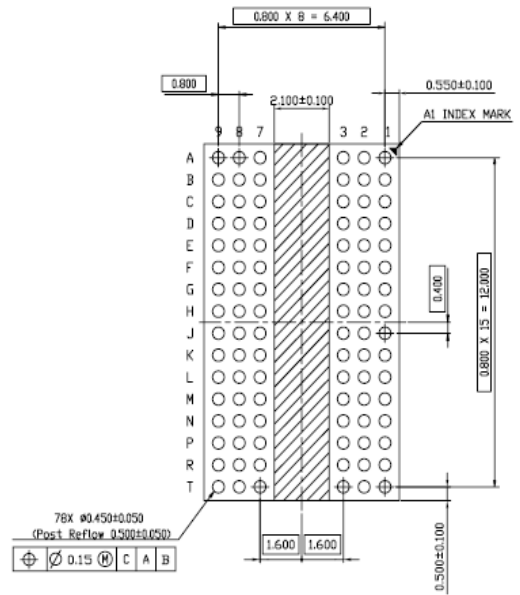 0.800 X 8 = 6.400
0.800
0.550±0.100
2.100±0.100
A1 INDEX MARK
9 8 7 3 2 1
A
B
C
D
E
F
G
H
J
K
L
M
N
P
R
T
0.400
0.800 X 15 = 12.000
78X ø0.450±0.050
(Post Reflow 0.500±0.050)
⌖ Ø 0.15 Ⓜ C A B
1.600 1.600
0.500±0.100